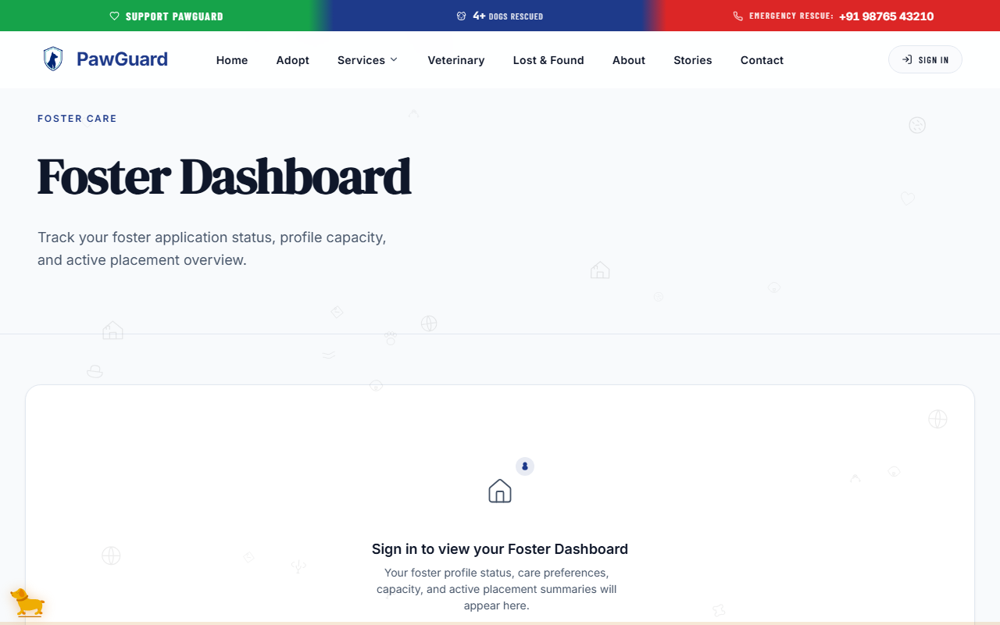 SUPPORT PAWGUARD
4+ DOGS RESCUED
EMERGENCY RESCUE: +91 98765 43210
PawGuard
Home
Adopt
Services
Veterinary
Lost & Found
About
Stories
Contact
SIGN IN
FOSTER CARE
Foster Dashboard
Track your foster application status, profile capacity,
and active placement overview.
Sign in to view your Foster Dashboard
Your foster profile status, care preferences,
capacity, and active placement summaries will
appear here.